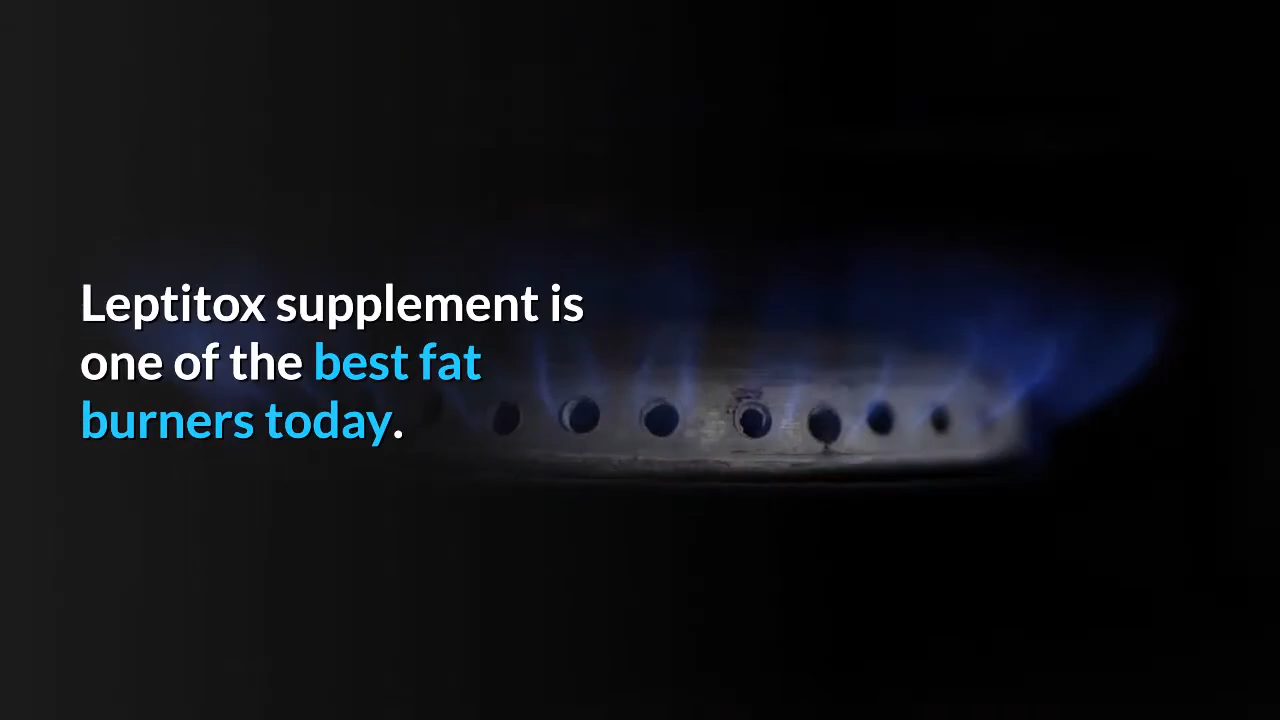 Leptitox supplement is
one of the best fat
burners today.